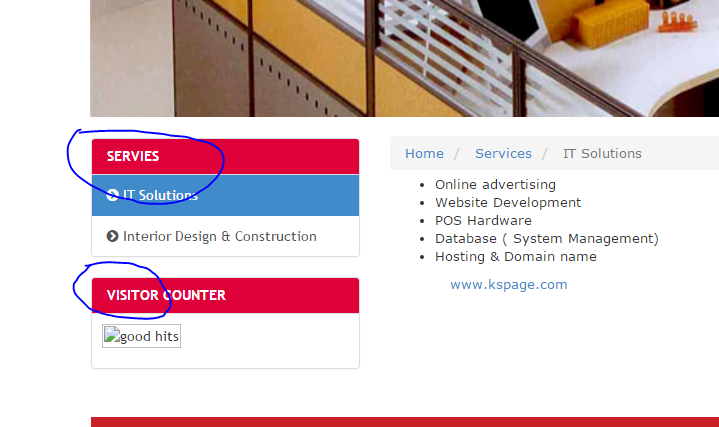 SERVIES
IT Solutions
Interior Design & Construction
VISITOR COUNTER
good hits
Home / Services / IT Solutions
Online advertising
Website Development
POS Hardware
Database ( System Management)
Hosting & Domain name
www.kspage.com